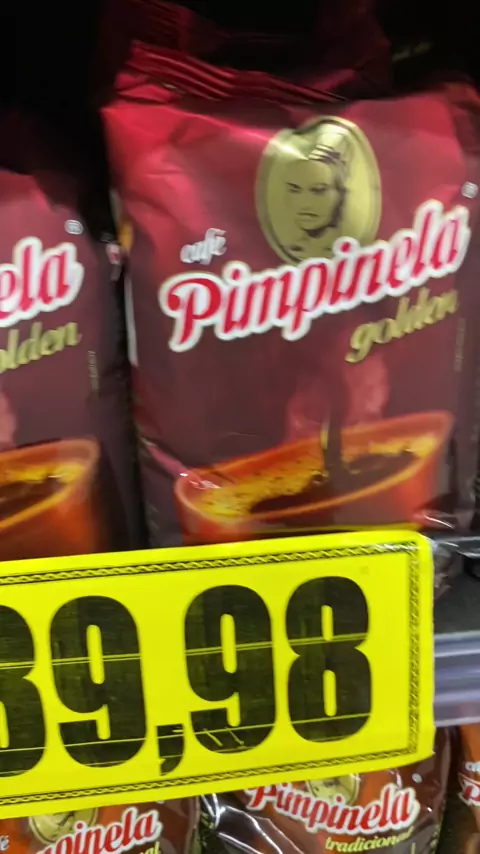 café
Pimpinela
golden
ela
olden
39,98
Pimpinela
tradicional
pinela